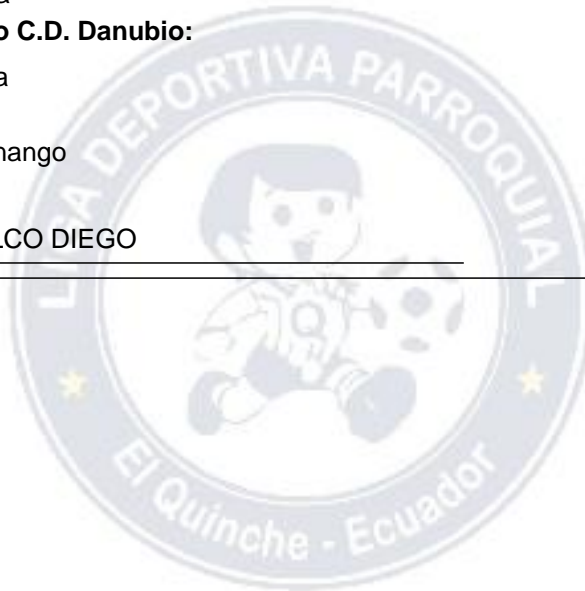 a
o C.D. Danubio:
a
nango
LCO DIEGO
LIGA DEPORTIVA PARROQUIAL
Q
El Quinche - Ecuador